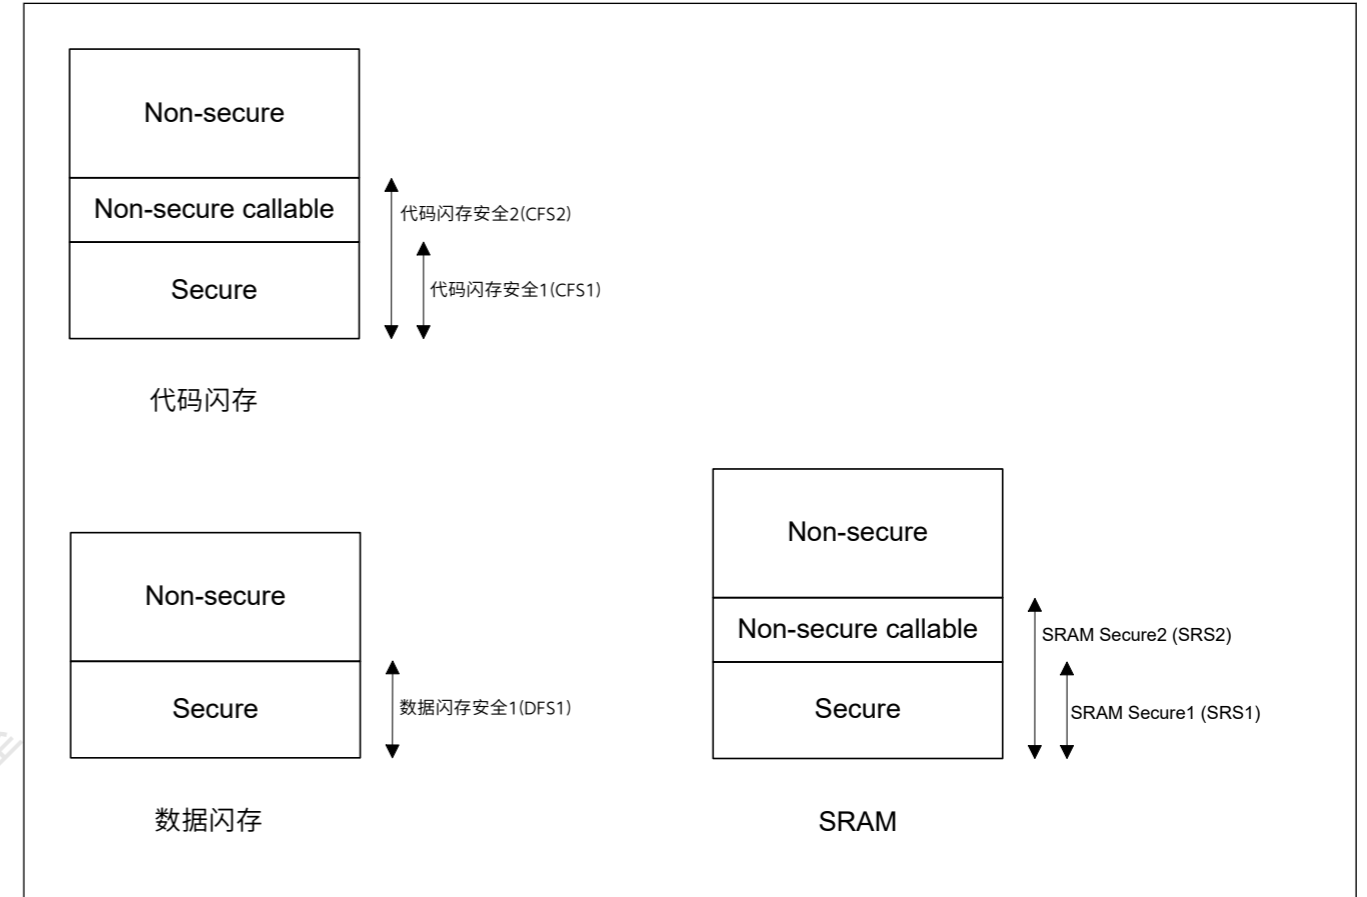 Non-secure
Non-secure callable
代码闪存安全2(CFS2)
Secure
代码闪存安全1(CFS1)
代码闪存
Non-secure
Secure
数据闪存安全1(DFS1)
数据闪存
Non-secure
Non-secure callable
SRAM Secure2 (SRS2)
Secure
SRAM Secure1 (SRS1)
SRAM